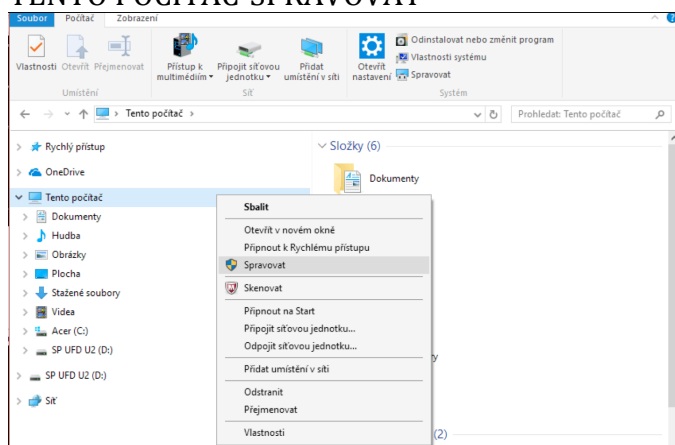 TENTO POČÍTAČ-SPRAVOVAT
Soubor Počítač Zobrazení
Vlastnosti Otevřít Přejmenovat
Přístup k multimédiím
Připojit síťovou jednotku
Přidat umístění v síti
Otevřít nastavení
Odinstalovat nebo změnit program
Vlastnosti systému
Spravovat
Umístění Síť Systém
Tento počítač
Prohledat: Tento počítač
Rychlý přístup
OneDrive
Tento počítač
Dokumenty
Hudba
Obrázky
Plocha
Stažené soubory
Videa
Acer (C:)
SP UFD U2 (D:)
SP UFD U2 (D:)
Síť
Složky (6)
Dokumenty
Sbalit
Otevřít v novém okně
Připnout k Rychlému přístupu
Spravovat
Skenovat
Připnout na Start
Připojit síťovou jednotku...
Odpojit síťovou jednotku...
Přidat umístění v síti
Odstranit
Přejmenovat
Vlastnosti
(2)